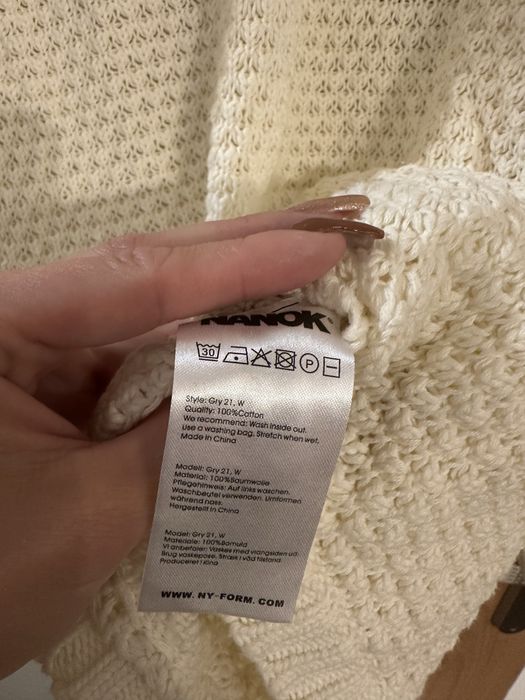 NANOK
30
P
Style: Gry 21, W
Quality: 100%Cotton
We recommend: Wash inside out.
Use a washing bag. Stretch when wet.
Made in China
Modell: Gry 21, W
Material: 100%Baumwolle
Pflegehinweis: Auf links waschen.
Waschbeutel verwenden. Umformen
während nass.
Hergestellt in China
Model: Gry 21, W
Materiale: 100%Bomuld
Vi anbefaler: Vaskes med vrangsiden ud.
Brug vaskepose. Stræk i våd tilstand.
Produceret i Kina
WWW. NY-FORM. COM